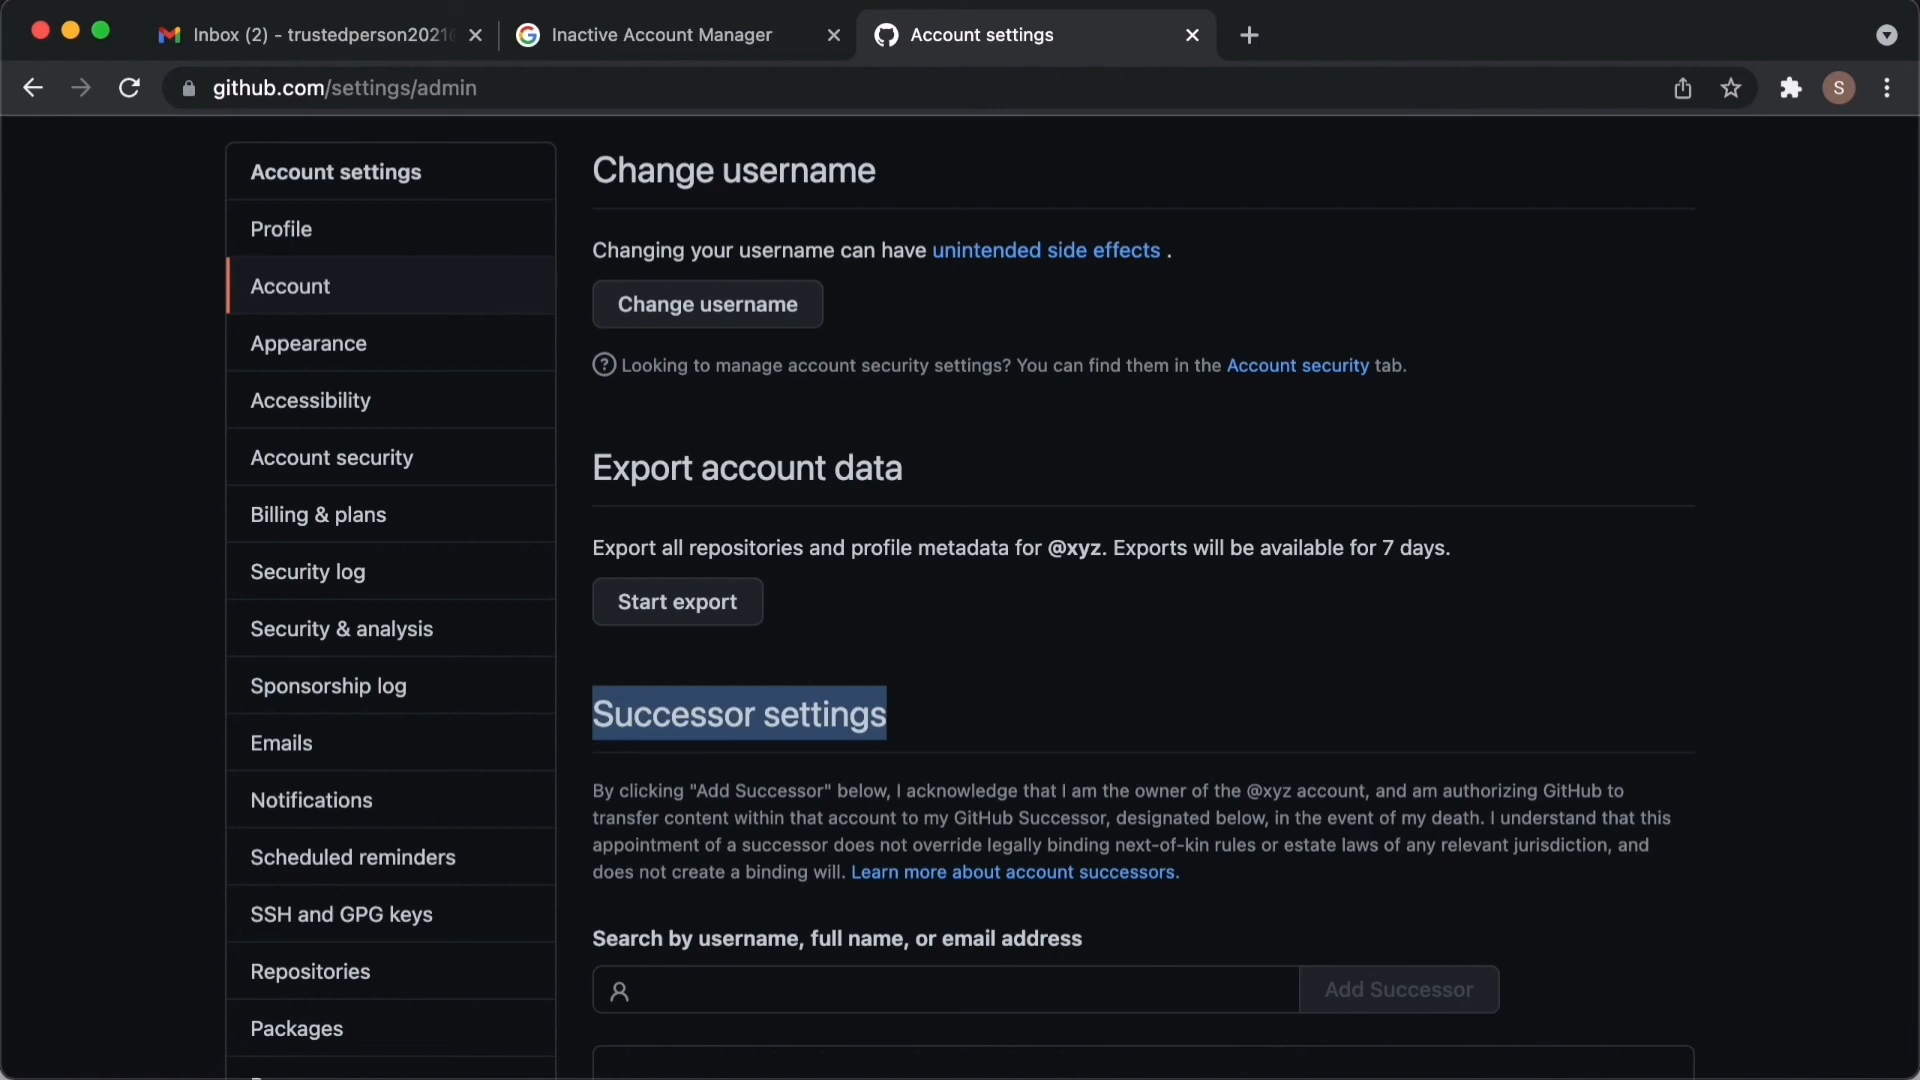 Inbox (2) - trustedperson2021
Inactive Account Manager
Account settings
github.com/settings/admin
S
Account settings
Profile
Account
Appearance
Accessibility
Account security
Billing & plans
Security log
Security & analysis
Sponsorship log
Emails
Notifications
Scheduled reminders
SSH and GPG keys
Repositories
Packages
Change username
Changing your username can have unintended side effects .
Change username
Looking to manage account security settings? You can find them in the Account security tab.
Export account data
Export all repositories and profile metadata for @xyz. Exports will be available for 7 days.
Start export
Successor settings
By clicking "Add Successor" below, I acknowledge that I am the owner of the @xyz account, and am authorizing GitHub to
transfer content within that account to my GitHub Successor, designated below, in the event of my death. I understand that this
appointment of a successor does not override legally binding next-of-kin rules or estate laws of any relevant jurisdiction, and
does not create a binding will. Learn more about account successors.
Search by username, full name, or email address
Add Successor